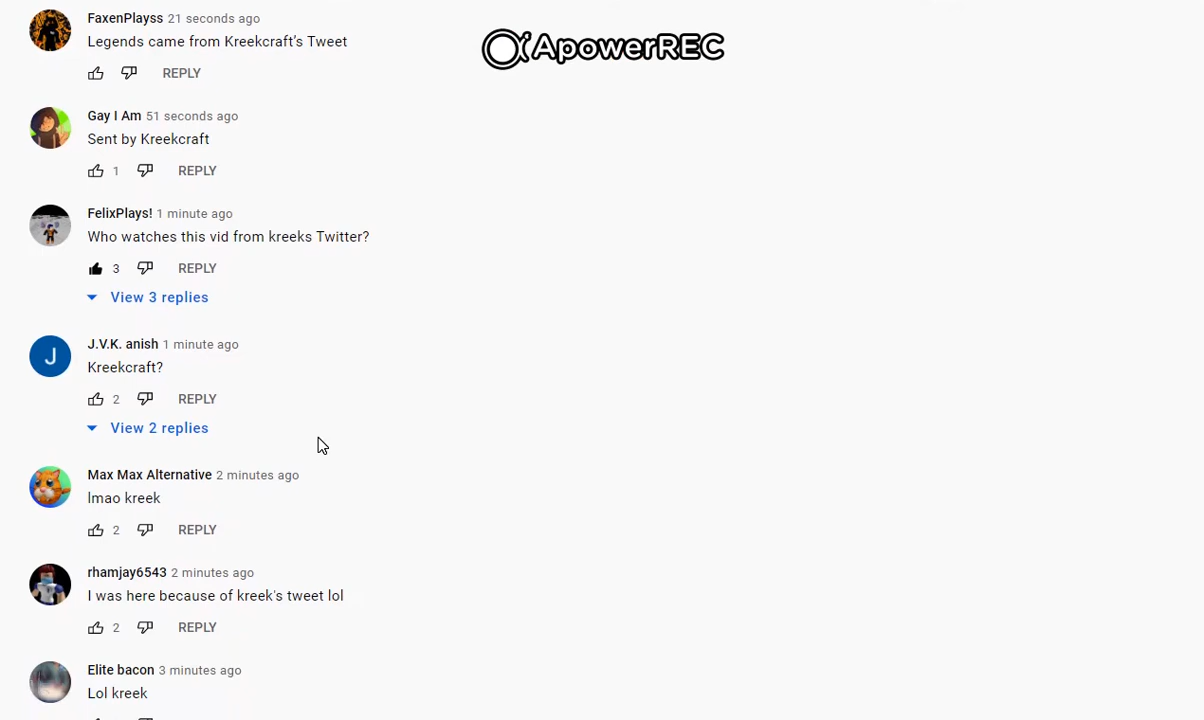 FaxenPlayss 21 seconds ago
ApowerREC
Legends came from Kreekcraft’s Tweet
REPLY
Gay I Am 51 seconds ago
Sent by Kreekcraft
1 REPLY
FelixPlays! 1 minute ago
Who watches this vid from kreeks Twitter?
3 REPLY
View 3 replies
J
J.V.K. anish 1 minute ago
Kreekcraft?
2 REPLY
View 2 replies
Max Max Alternative 2 minutes ago
lmao kreek
2 REPLY
rhamjay6543 2 minutes ago
I was here because of kreek's tweet lol
2 REPLY
Elite bacon 3 minutes ago
Lol kreek